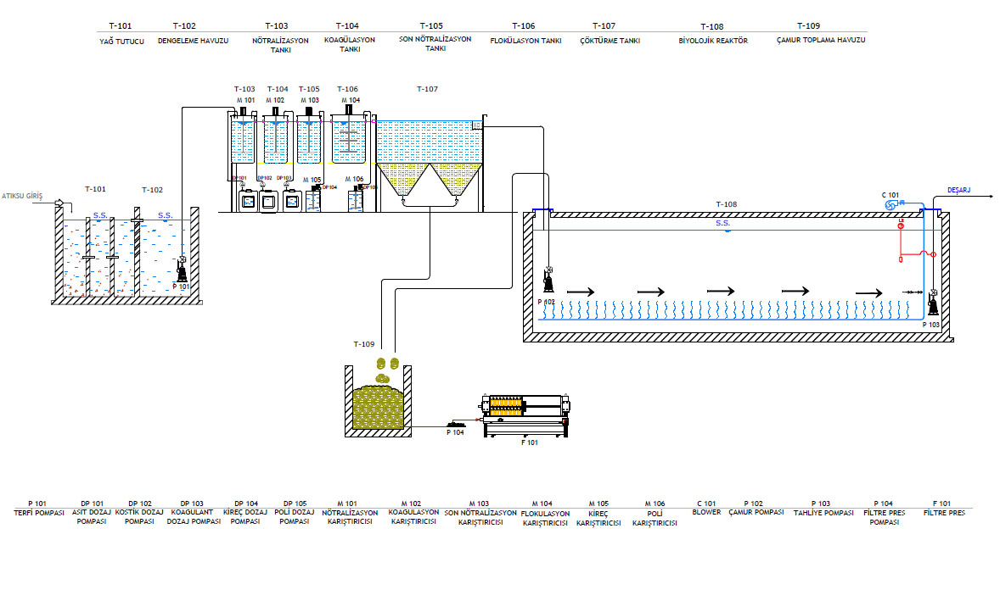 T-101 T-102 T-103 T-104 T-105 T-106 T-107 T-108 T-109
YAĞ TUTUCU DENGELEME HAVUZU NÖTRALİZASYON TANKI KOAGÜLASYON TANKI SON NÖTRALİZASYON TANKI FLOKÜLASYON TANKI ÇÖKTÜRME TANKI BİYOLOJİK REAKTÖR ÇAMUR TOPLAMA HAVUZU
T-103 T-104 T-105 T-106 T-107
M 101 M 102 M 103 M 104
DP101 DP102 DP103 M 105 DP104 M 106 DP105
T-101 T-102
ATIKSU GİRİŞ
S.S. S.S.
P 101
C 101 DEŞARJ
T-108
S.S.
P 102
P 103
T-109
P 104
F 101
P 101 DP 101 DP 102 DP 103 DP 104 DP 105 M 101 M 102 M 103 M 104 M 105 M 106 C 101 P 102 P 103 P 104 F 101
TERFİ POMPASI ASIT DOZAJ POMPASI KOSTİK DOZAJ POMPASI KOAGULANT DOZAJ POMPASI KİREÇ DOZAJ POMPASI POLİ DOZAJ POMPASI NÖTRALİZASYON KARIŞTIRICISI KOAGULASYON KARIŞTIRICISI SON NÖTRALİZASYON KARIŞTIRICISI FLOKULASYON KARIŞTIRICISI KİREÇ KARIŞTIRICISI POLİ KARIŞTIRICISI BLOWER ÇAMUR POMPASI TAHLİYE POMPASI FİLTRE PRES POMPASI FİLTRE PRES